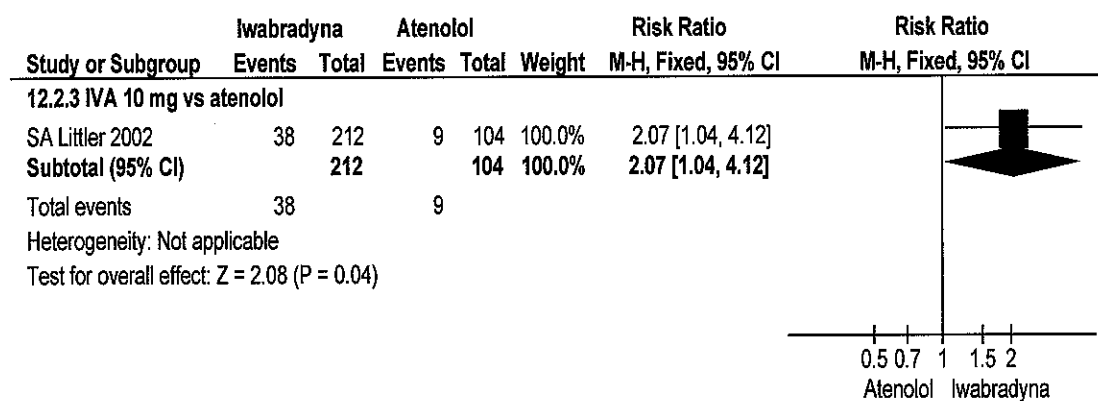 Iwabradyna Atenolol Risk Ratio Risk Ratio
Study or Subgroup Events Total Events Total Weight M-H, Fixed, 95% CI M-H, Fixed, 95% CI
12.2.3 IVA 10 mg vs atenolol
SA Littler 2002 38 212 9 104 100.0% 2.07 [1.04, 4.12]
Subtotal (95% CI) 212 104 100.0% 2.07 [1.04, 4.12]
Total events 38 9
Heterogeneity: Not applicable
Test for overall effect: Z = 2.08 (P = 0.04)
0.5 0.7 1 1.5 2
Atenolol Iwabradyna